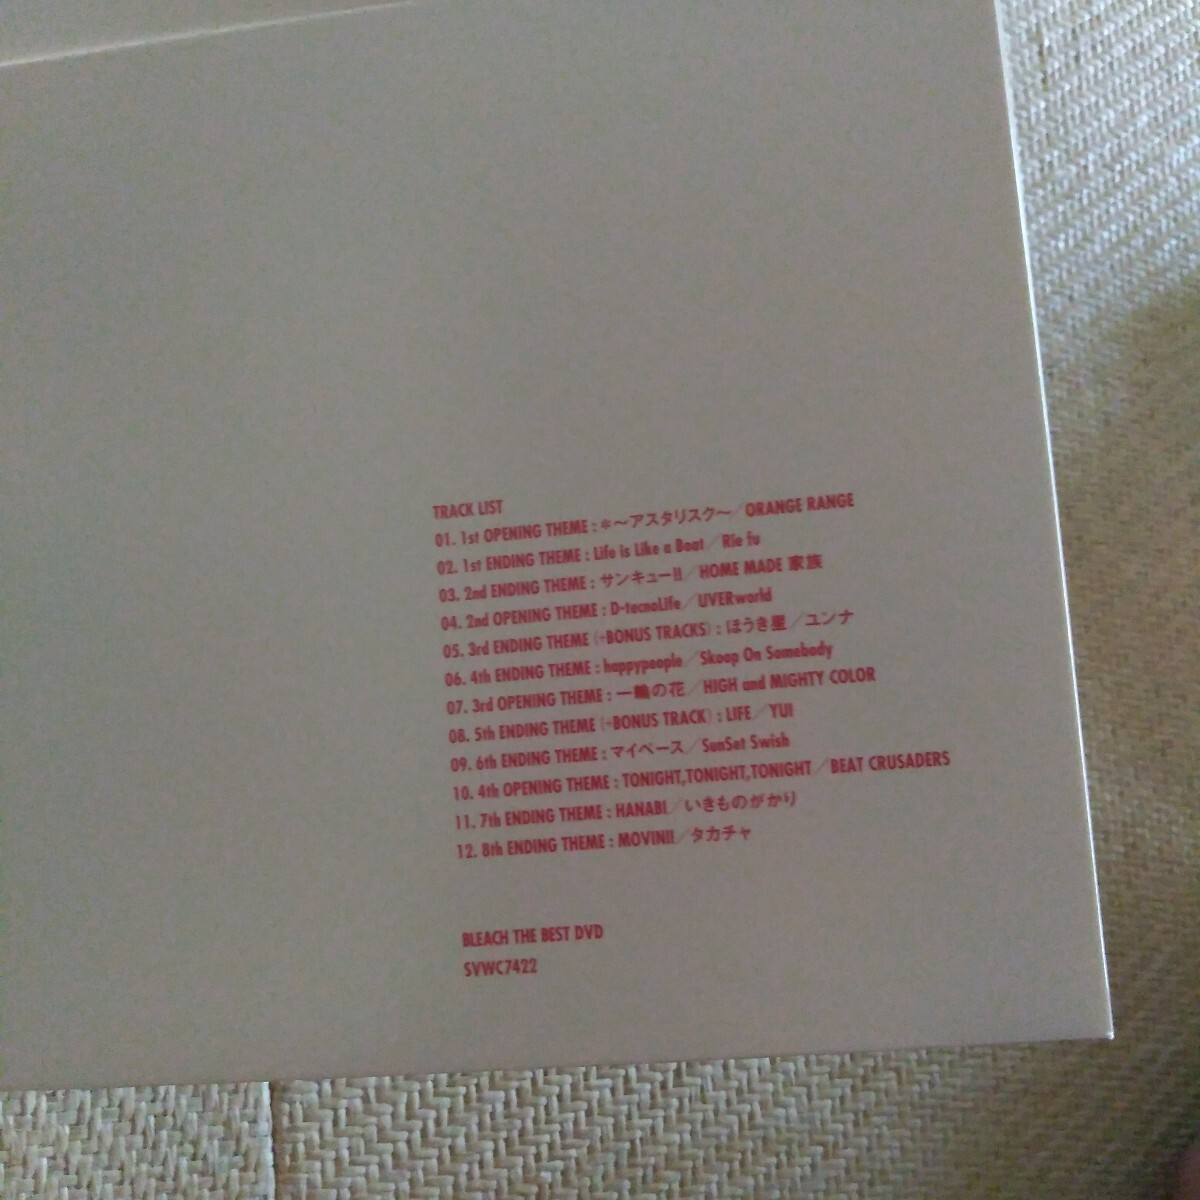 TRACK LIST
01. 1st OPENING THEME : *～アスタリスク～／ORANGE RANGE
02. 1st ENDING THEME : Life is Like a Boat／Rie fu
03. 2nd ENDING THEME : サンキュー!!／HOME MADE 家族
04. 2nd OPENING THEME : D-tecnoLife／UVERworld
05. 3rd ENDING THEME (+BONUS TRACKS) : ほうき星／ユンナ
06. 4th ENDING THEME : happypeople／Skoop On Somebody
07. 3rd OPENING THEME : 一輪の花／HIGH and MIGHTY COLOR
08. 5th ENDING THEME (+BONUS TRACK) : LIFE／YUI
09. 6th ENDING THEME : マイペース／SunSet Swish
10. 4th OPENING THEME : TONIGHT,TONIGHT,TONIGHT／BEAT CRUSADERS
11. 7th ENDING THEME : HANABI／いきものがかり
12. 8th ENDING THEME : MOVIN!!／タカチャ
BLEACH THE BEST DVD
SVWC7422